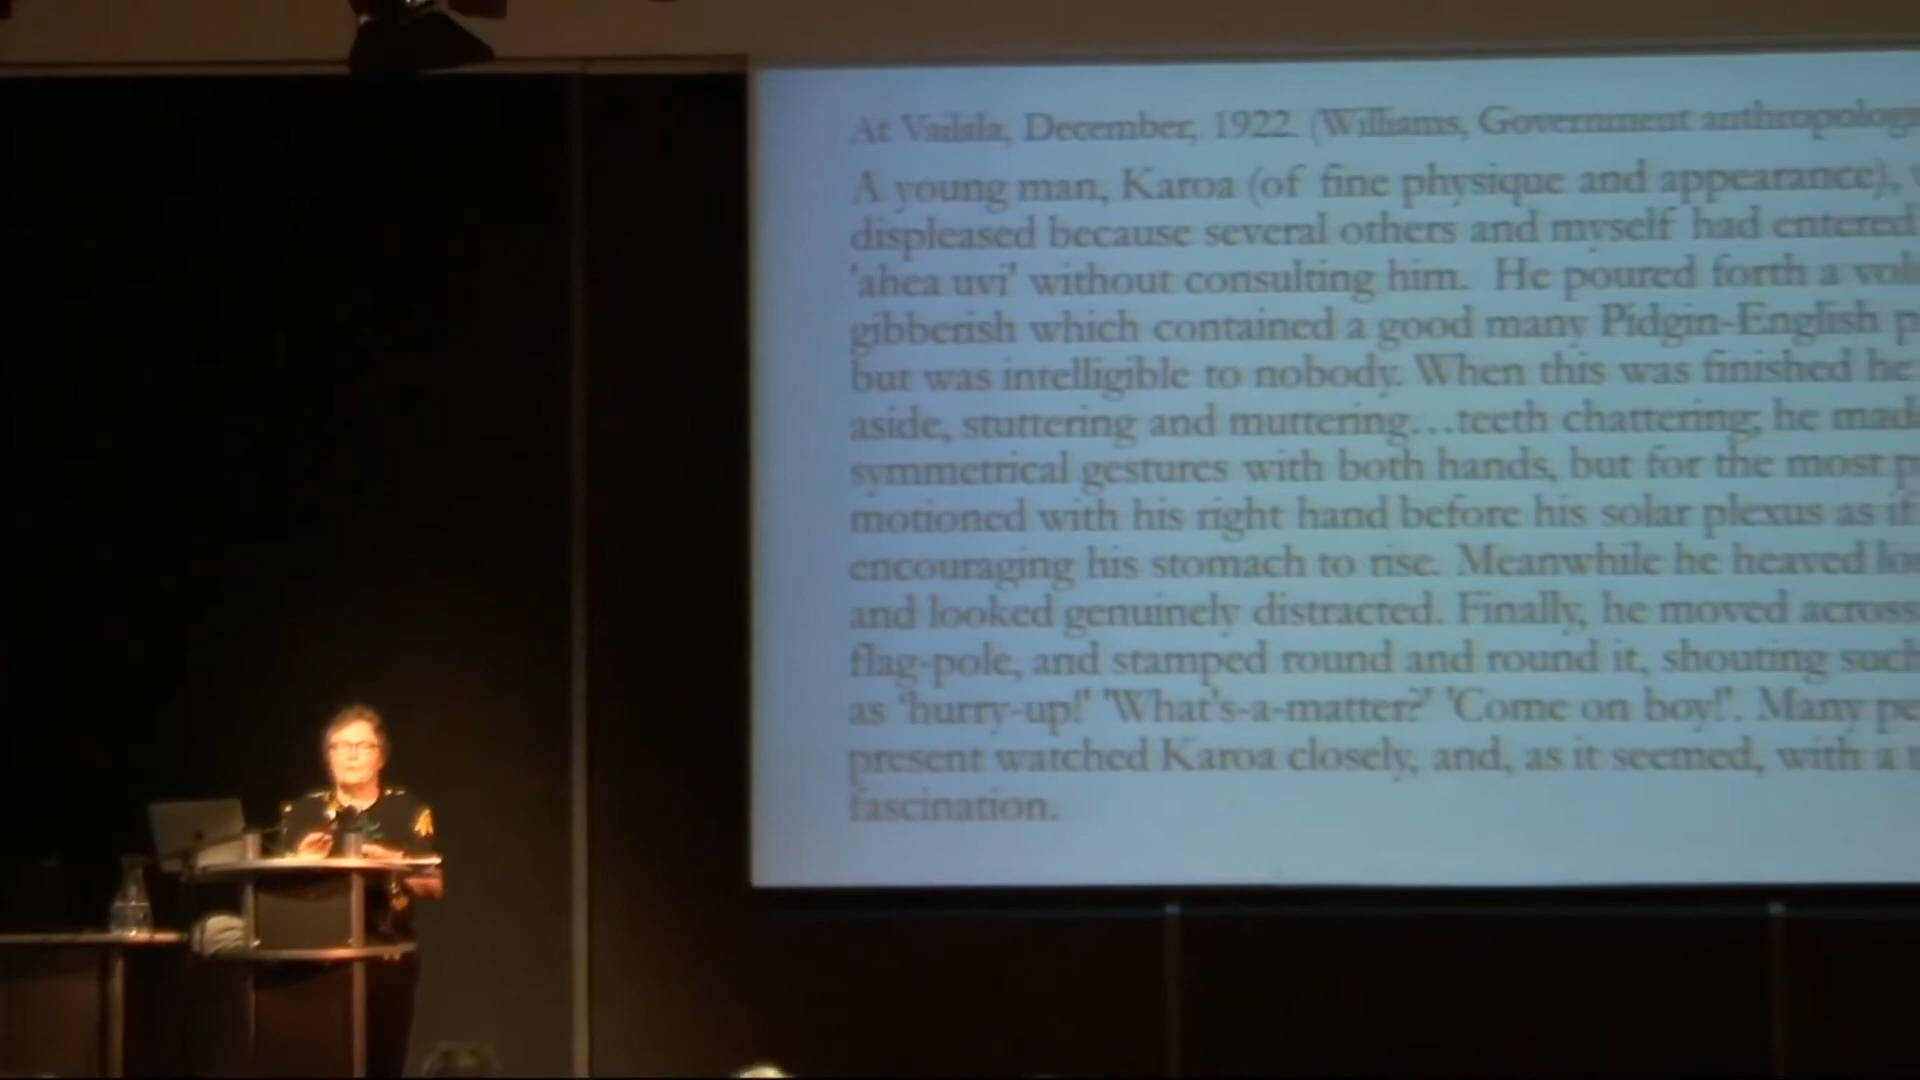 At Vailala, December, 1922 (Williams, Government
A young man, Karoa (of fine physique and appearance),
displeased because several others and myself had entered
'ahea uvi' without consulting him. He poured forth a
gibberish which contained a good many Pidgin-English
but was intelligible to nobody. When this was finished he
aside, stuttering and muttering…teeth chattering; he
symmetrical gestures with both hands, but for the most
motioned with his right hand before his solar plexus as if
encouraging his stomach to rise. Meanwhile he heaved
and looked genuinely distracted. Finally, he moved across
flag-pole, and stamped round and round it, shouting such
as 'hurry-up!' 'What's-a-matter?' 'Come on boy!'. Many
present watched Karoa closely, and, as it seemed, with a
fascination.